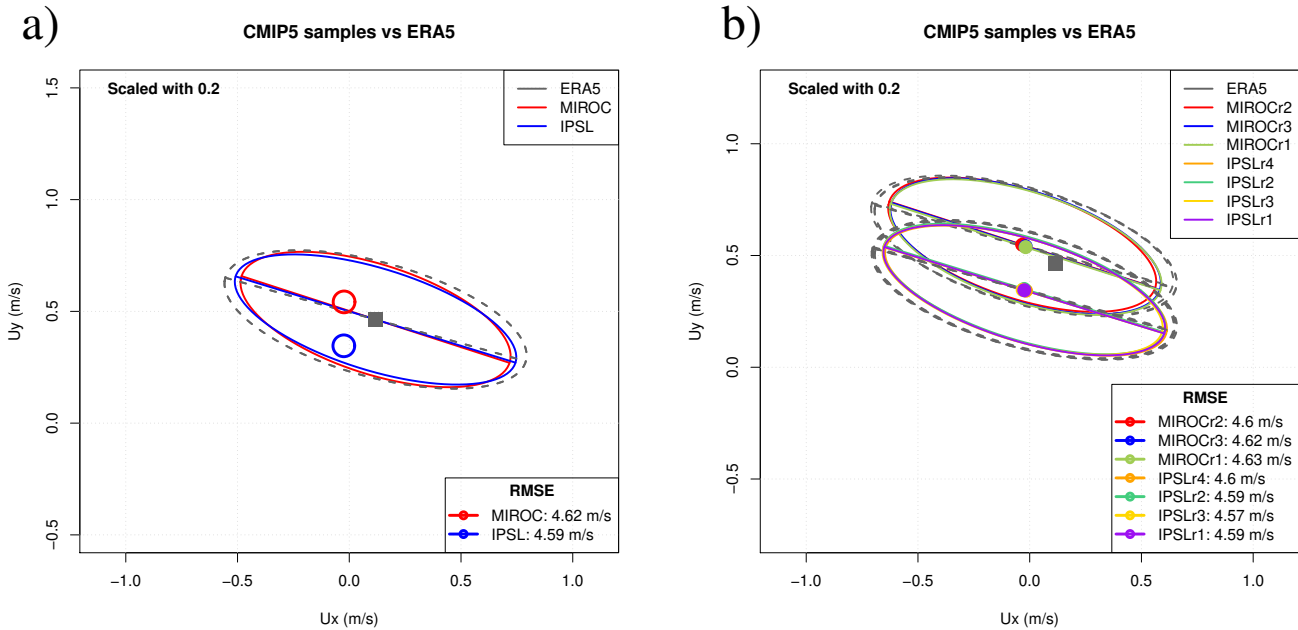 a)
CMIP5 samples vs ERA5
Scaled with 0.2
ERA5
MIROC
IPSL
1.5
1.0
0.5
0.0
−0.5
Uy (m/s)
−1.0
−0.5
0.0
0.5
1.0
Ux (m/s)
RMSE
MIROC: 4.62 m/s
IPSL: 4.59 m/s
b)
CMIP5 samples vs ERA5
Scaled with 0.2
ERA5
MIROCr2
MIROCr3
MIROCr1
IPSLr4
IPSLr2
IPSLr3
IPSLr1
1.0
0.5
0.0
−0.5
Uy (m/s)
−1.0
−0.5
0.0
0.5
1.0
Ux (m/s)
RMSE
MIROCr2: 4.6 m/s
MIROCr3: 4.62 m/s
MIROCr1: 4.63 m/s
IPSLr4: 4.6 m/s
IPSLr2: 4.59 m/s
IPSLr3: 4.57 m/s
IPSLr1: 4.59 m/s